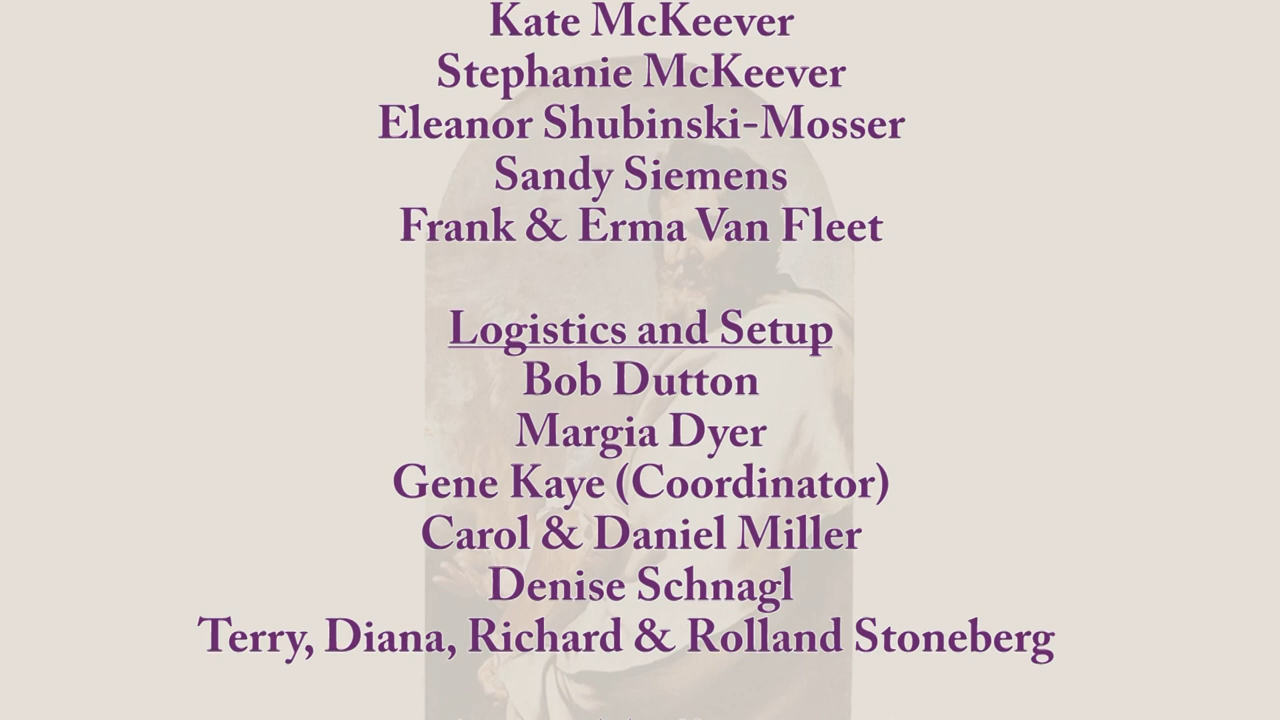 Kate McKeever
Stephanie McKeever
Eleanor Shubinski-Mosser
Sandy Siemens
Frank & Erma Van Fleet
Logistics and Setup
Bob Dutton
Margia Dyer
Gene Kaye (Coordinator)
Carol & Daniel Miller
Denise Schnagl
Terry, Diana, Richard & Rolland Stoneberg